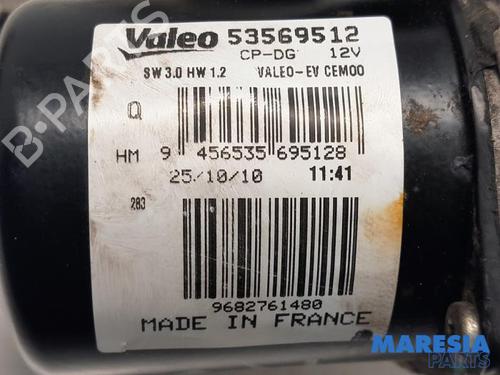 Valeo 53569512
CP-DG 12V
SW 3.0 HW 1.2 VALEO-EV CEM00
Q
HM 9 456535 695128
25/10/10 11:41
283
9682761480
MADE IN FRANCE
MARESIA
PARTS